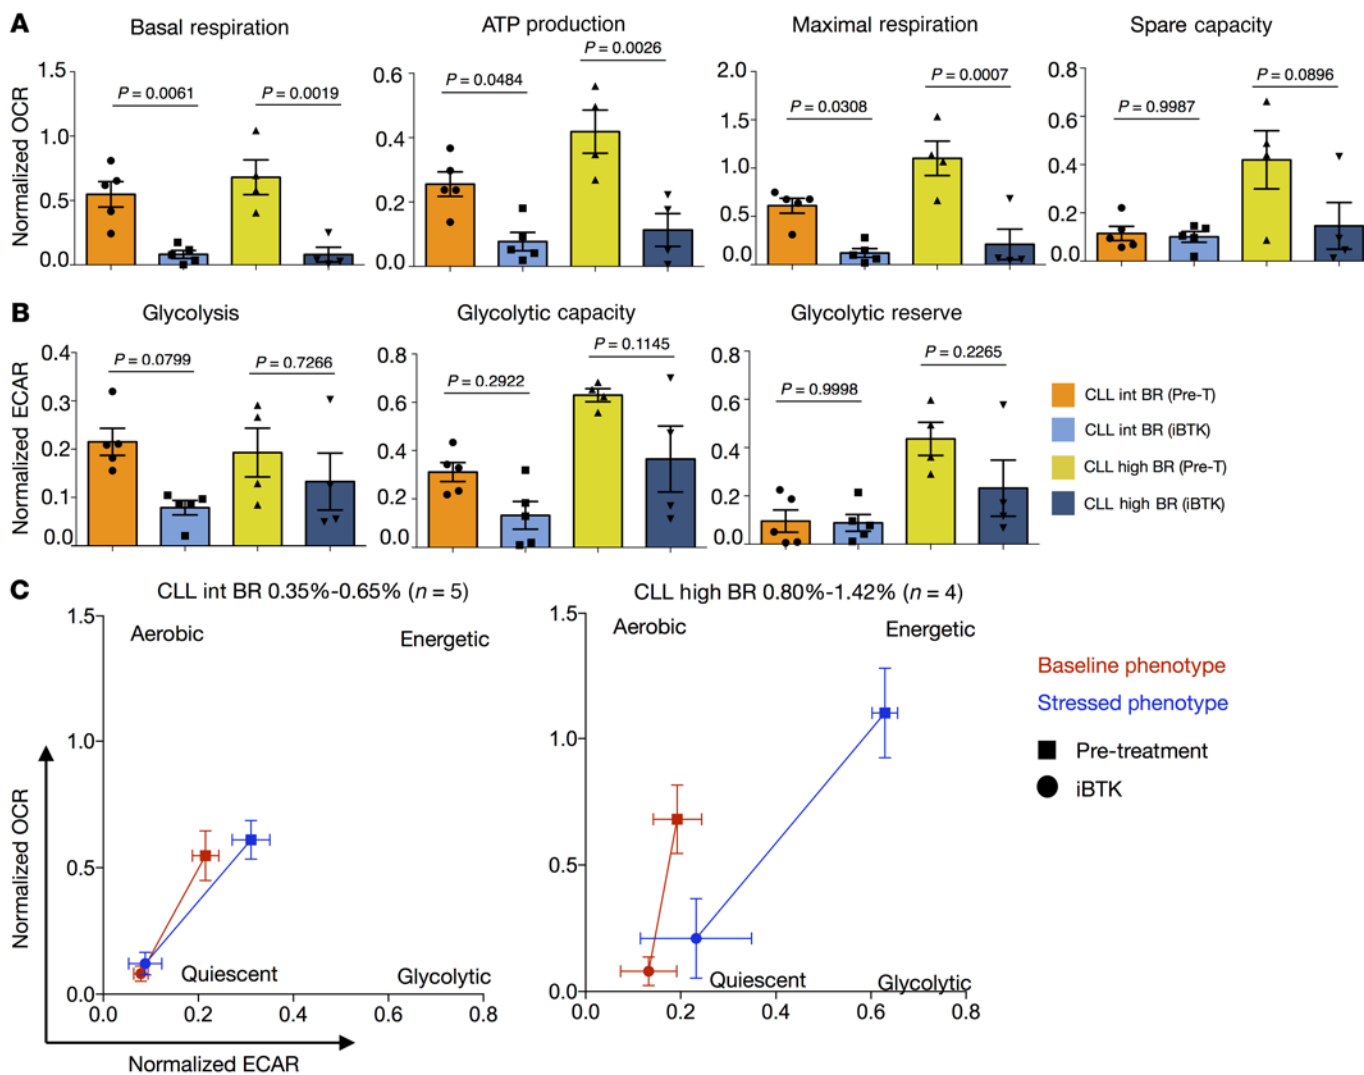 A
Basal respiration
ATP production
Maximal respiration
Spare capacity
Normalized OCR
1.5
1.0
0.5
0.0
P = 0.0061
P = 0.0019
0.6
0.4
0.2
0.0
P = 0.0484
P = 0.0026
2.0
1.5
1.0
0.5
0.0
P = 0.0308
P = 0.0007
0.8
0.6
0.4
0.2
0.0
P = 0.9987
P = 0.0896
B
Glycolysis
Glycolytic capacity
Glycolytic reserve
Normalized ECAR
0.4
0.3
0.2
0.1
0.0
P = 0.0799
P = 0.7266
0.8
0.6
0.4
0.2
0.0
P = 0.2922
P = 0.1145
0.8
0.6
0.4
0.2
0.0
P = 0.9998
P = 0.2265
CLL int BR (Pre-T)
CLL int BR (iBTK)
CLL high BR (Pre-T)
CLL high BR (iBTK)
C
CLL int BR 0.35%-0.65% (n = 5)
Aerobic
Energetic
Quiescent
Glycolytic
1.5
1.0
0.5
0.0
0.0
0.2
0.4
0.6
0.8
Normalized OCR
Normalized ECAR
CLL high BR 0.80%-1.42% (n = 4)
Aerobic
Energetic
Quiescent
Glycolytic
1.5
1.0
0.5
0.0
0.0
0.2
0.4
0.6
0.8
Baseline phenotype
Stressed phenotype
Pre-treatment
iBTK